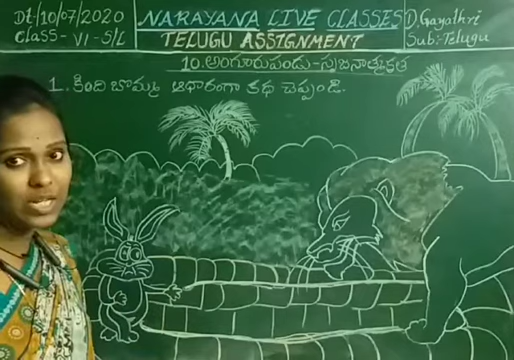 Dt:10/07/2020
Class- VI-S/L
NARAYANA LIVE CLASSES
TELUGU ASSIGNMENT
D. Gayathri
Sub:-Telugu
10. అంగూరుపండు-సృజనాత్మకత
1. కింది బొమ్మ ఆధారంగా కథ చెప్పండి.